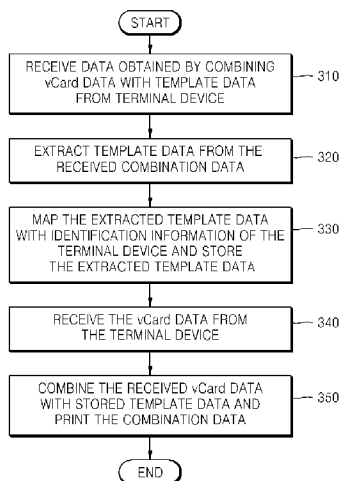 START
RECEIVE DATA OBTAINED BY COMBINING
vCard DATA WITH TEMPLATE DATA
FROM TERMINAL DEVICE
310
EXTRACT TEMPLATE DATA FROM THE
RECEIVED COMBINATION DATA
320
MAP THE EXTRACTED TEMPLATE DATA
WITH IDENTIFICATION INFORMATION OF THE
TERMINAL DEVICE AND STORE
THE EXTRACTED TEMPLATE DATA
330
RECEIVE THE vCard DATA FROM
THE TERMINAL DEVICE
340
COMBINE THE RECEIVED vCard DATA
WITH STORED TEMPLATE DATA AND
PRINT THE COMBINATION DATA
350
END